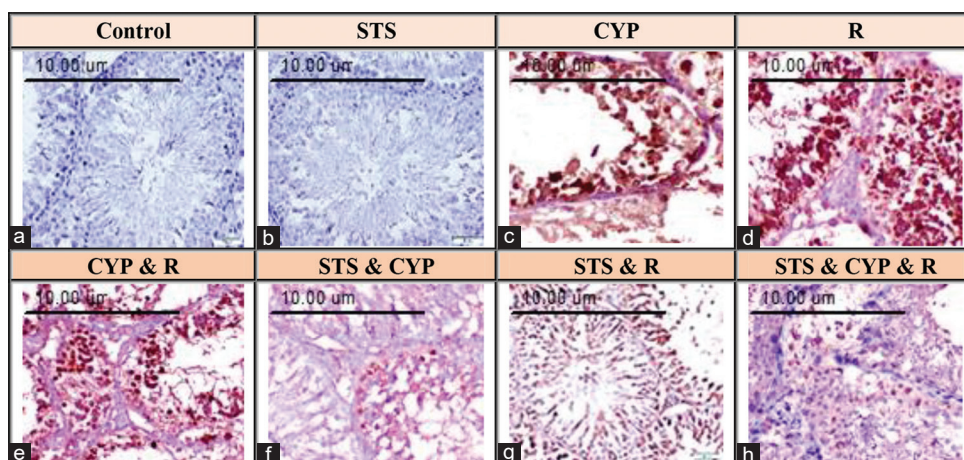 Control
STS
CYP
R
10.00 um
10.00 um
10.00 um
10.00 um
a
b
c
d
CYP & R
STS & CYP
STS & R
STS & CYP & R
10.00 um
10.00 um
10.00 um
10.00 um
e
f
g
h